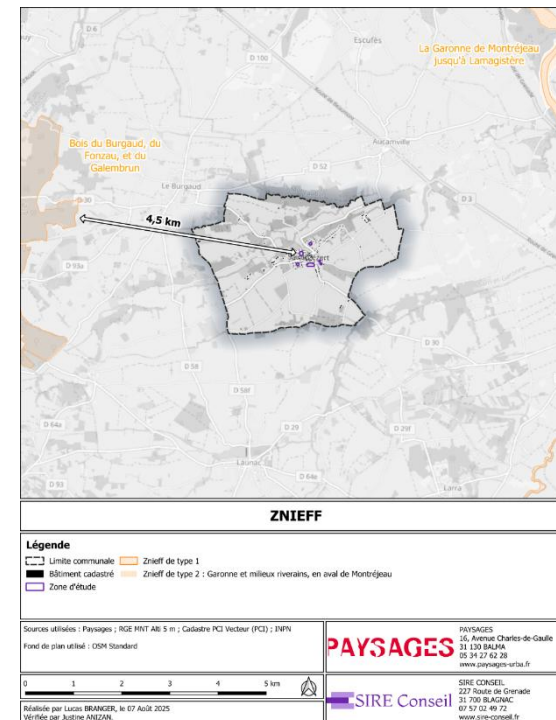 D 6
Escufès
La Garonne de Montréjeau
jusqu'à Lamagistère
D 100
Route de
Bois du Burgaud, du
Fonzau, et du
Galembrun
Aucamville
D 52
Le Burgaud
D 30
D 3
4,5 km
D 58
D 30
D 58f
D 64a
D 29
D 29f
Launac
D 93
D 64a
Larra
ZNIEFF
Légende
Limite communale
Znieff de type 1
Bâtiment cadastré
Znieff de type 2 : Garonne et milieux riverains, en aval de Montréjeau
Zone d'étude
Sources utilisées : Paysages ; RGE MNT Alti 5 m ; Cadastre PCI Vecteur (PCI) ; INPN
Fond de plan utilisé : OSM Standard
PAYSAGES
PAYSAGES
16, Avenue Charles-de-Gaulle
31 130 BALMA
05 34 27 62 28
www.paysages-urba.fr
0 1 2 3 4 5 km
SIRE Conseil
SIRE CONSEIL
227 Route de Grenade
31 700 BLAGNAC
07 57 02 49 72
www.sire-conseil.fr
Réalisée par Lucas BRANGER, le 07 Août 2025
Vérifiée par Justine ANIZAN.